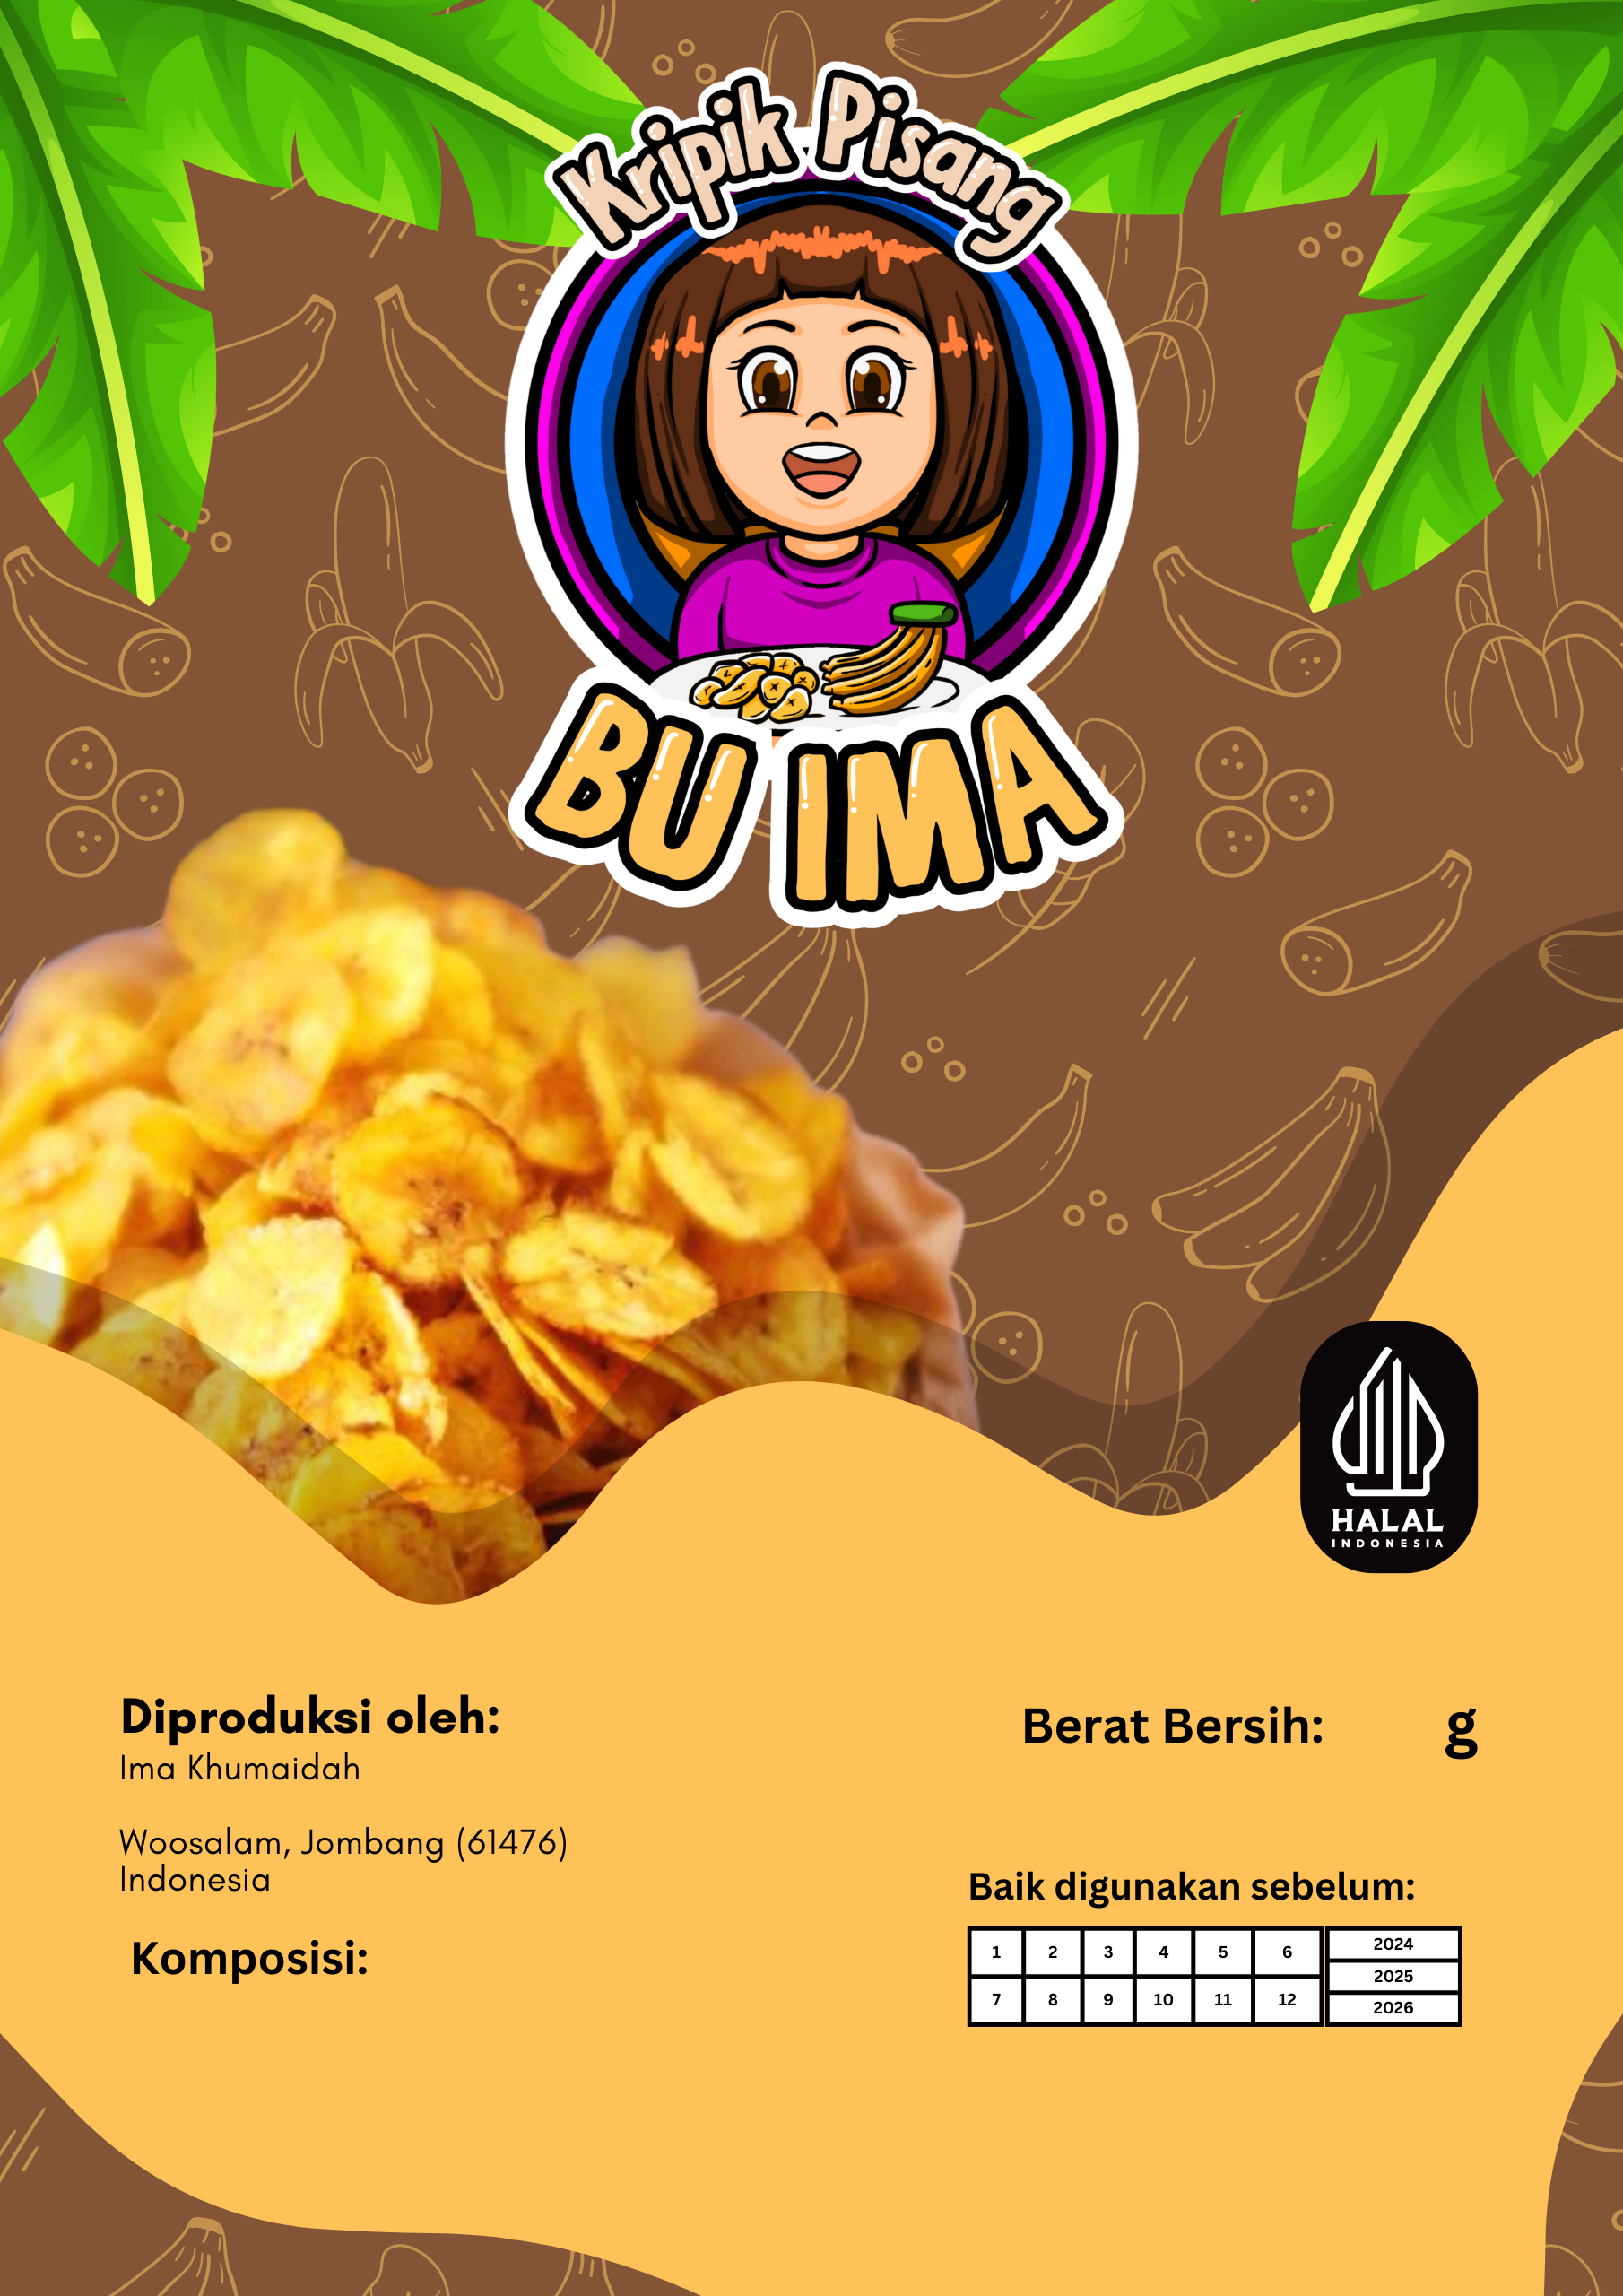 Kripik Pisang
BU IMA
HALAL
INDONESIA
Diproduksi oleh:
Ima Khumaidah
Woosalam, Jombang (61476)
Indonesia
Komposisi:
Berat Bersih: g
Baik digunakan sebelum:
1 2 3 4 5 6
7 8 9 10 11 12
2024
2025
2026